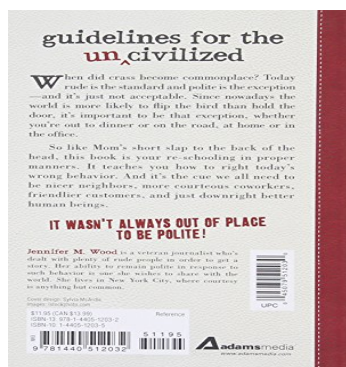 guidelines for the
un civilized
When did crass become commonplace? Today
rude is the standard and polite is the exception
—and it's just not acceptable. Since nowadays the
world is more likely to flip the bird than hold the
door, it's important to be that exception, whether
you're out to dinner or on the road, at home or in
the office.
So like Mom's short slap to the back of the
head, this book is your re-schooling in proper
manners. It teaches you how to right today's
wrong behavior. And it's the cue we all need to
be nicer neighbors, more courteous coworkers,
friendlier customers, and just downright better
human beings.
IT WASN'T ALWAYS OUT OF PLACE
TO BE POLITE!
Jennifer M. Wood is a veteran journalist who's
dealt with plenty of rude people in order to get a
story. Her ability to remain polite in response to
such behavior is one she wishes to share with the
world. She lives in New York City, where courtesy
is anything but common.
Cover design: Sylvia McArdle
$11.95 (CAN $13.99)
Reference
ISBN-13: 978-1-4405-1203-2
ISBN-10: 1-4405-1203-5
51195
9 781440 512032
UPC
adamsmedia